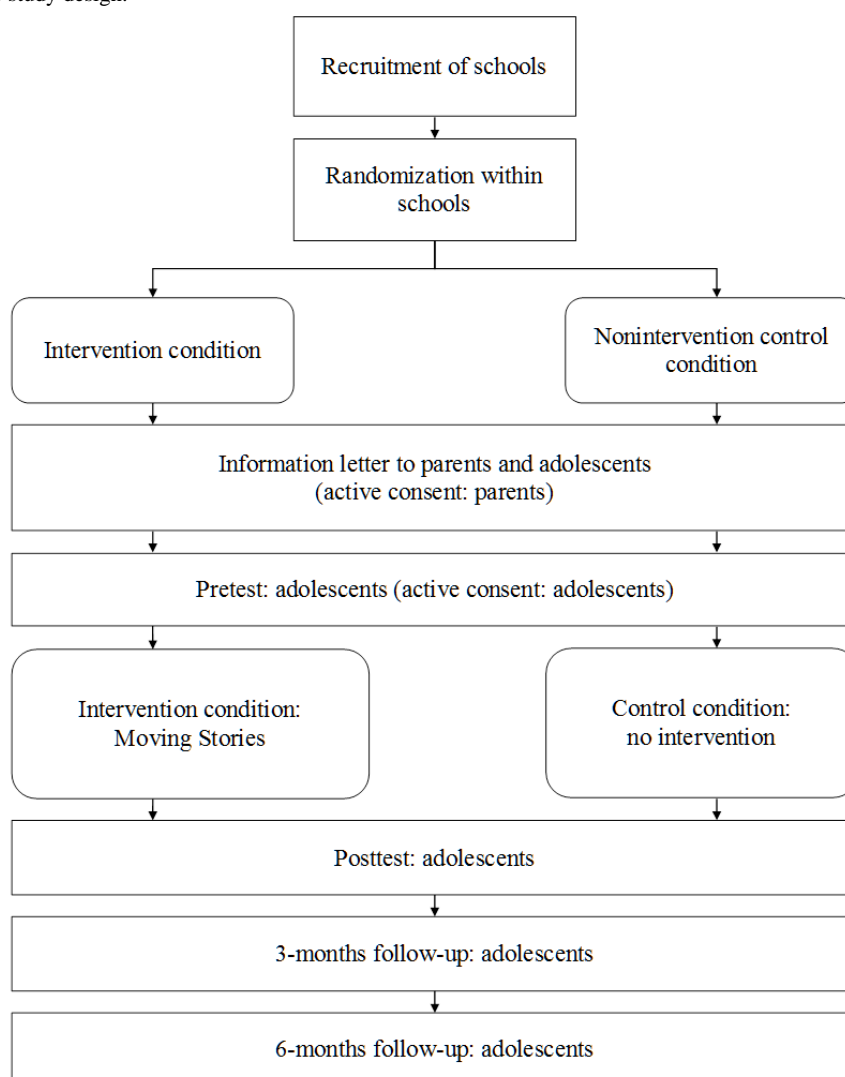 study design.
Recruitment of schools
Randomization within
schools
Intervention condition
Nonintervention control
condition
Information letter to parents and adolescents
(active consent: parents)
Pretest: adolescents (active consent: adolescents)
Intervention condition:
Moving Stories
Control condition:
no intervention
Posttest: adolescents
3-months follow-up: adolescents
6-months follow-up: adolescents